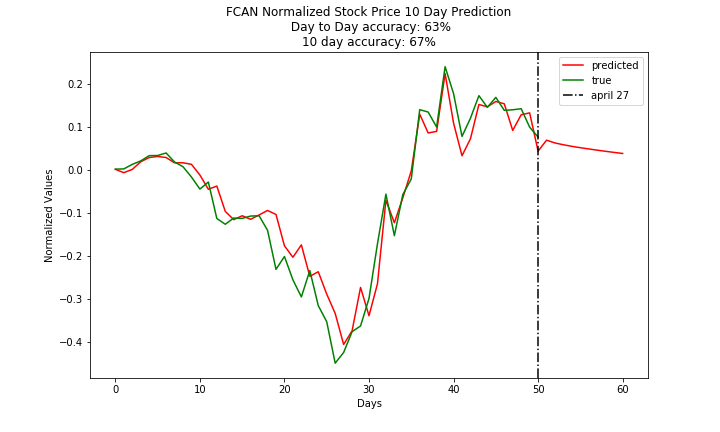 FCAN Normalized Stock Price 10 Day Prediction
Day to Day accuracy: 63%
10 day accuracy: 67%
predicted
true
april 27
Normalized Values
0.2
0.1
0.0
−0.1
−0.2
−0.3
−0.4
0 10 20 30 40 50 60
Days